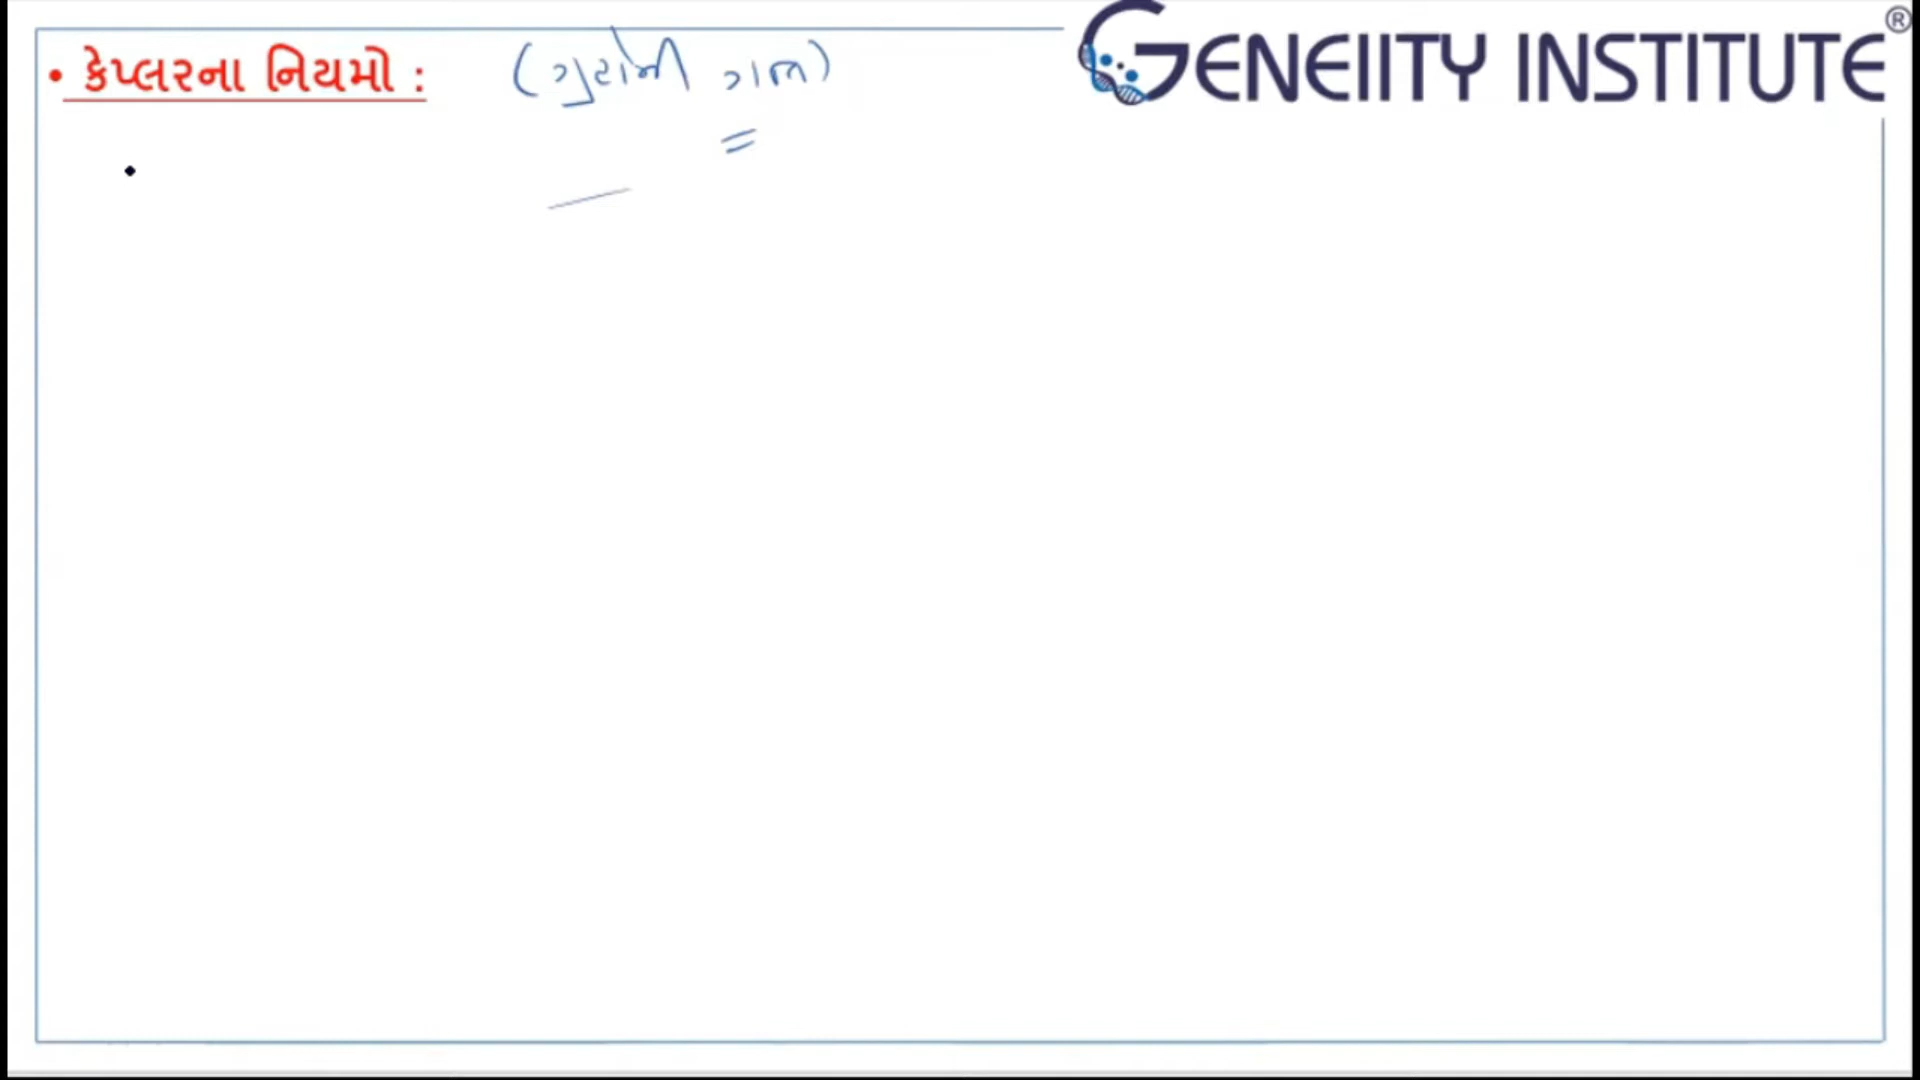 • કેપ્લરના નિયમો : (ગ્રહોની ગતિ)
GENEIITY INSTITUTE ®